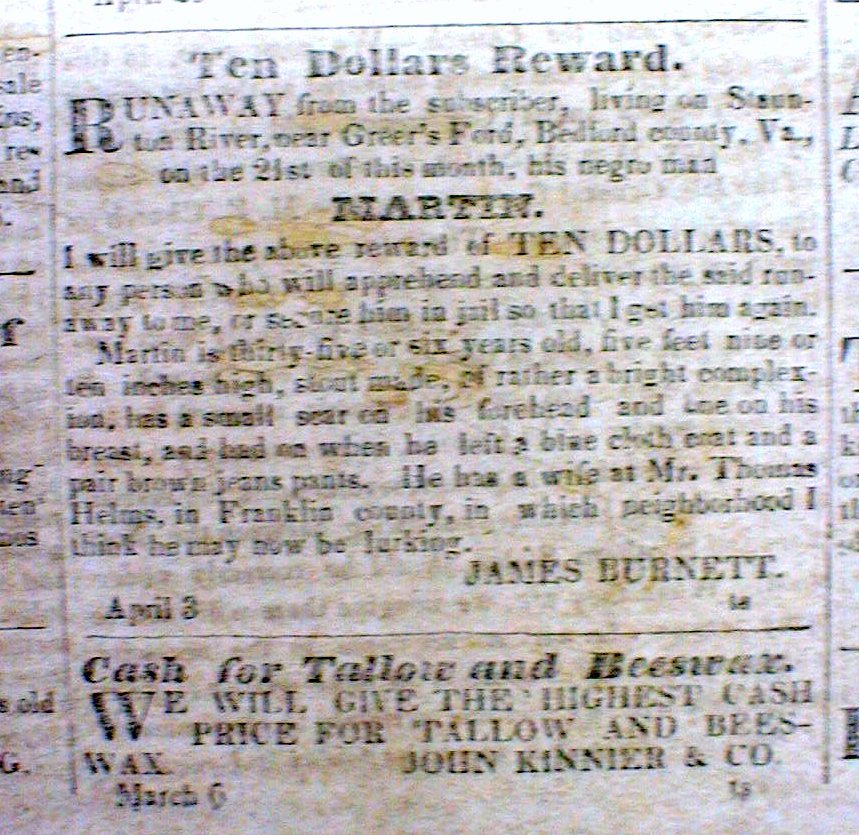 Ten Dollars Reward.
RUNAWAY from the subscriber, living on Staun-
ton River, near Greer's Ford, Bedford county, Va.,
on the 21st of this month, his negro man
MARTIN.
I will give the above reward of TEN DOLLARS, to
any person who will apprehend and deliver the said run-
away to me, or secure him in jail so that I get him again.
Martin is thirty-five or six years old, five feet nine or
ten inches high, stout made, of rather a bright complex-
ion, has a small scar on his forehead and one on his
breast, and had on when he left a blue cloth coat and a
pair brown jeans pants. He has a wife at Mr. Thomas
Helms, in Franklin county, in which neighborhood I
think he may now be lurking.
JAMES BURNETT.
April 3
Cash for Tallow and Beeswax.
WE WILL GIVE THE HIGHEST CASH
PRICE FOR TALLOW AND BEES-
WAX. JOHN KINNIER & CO.
March 6